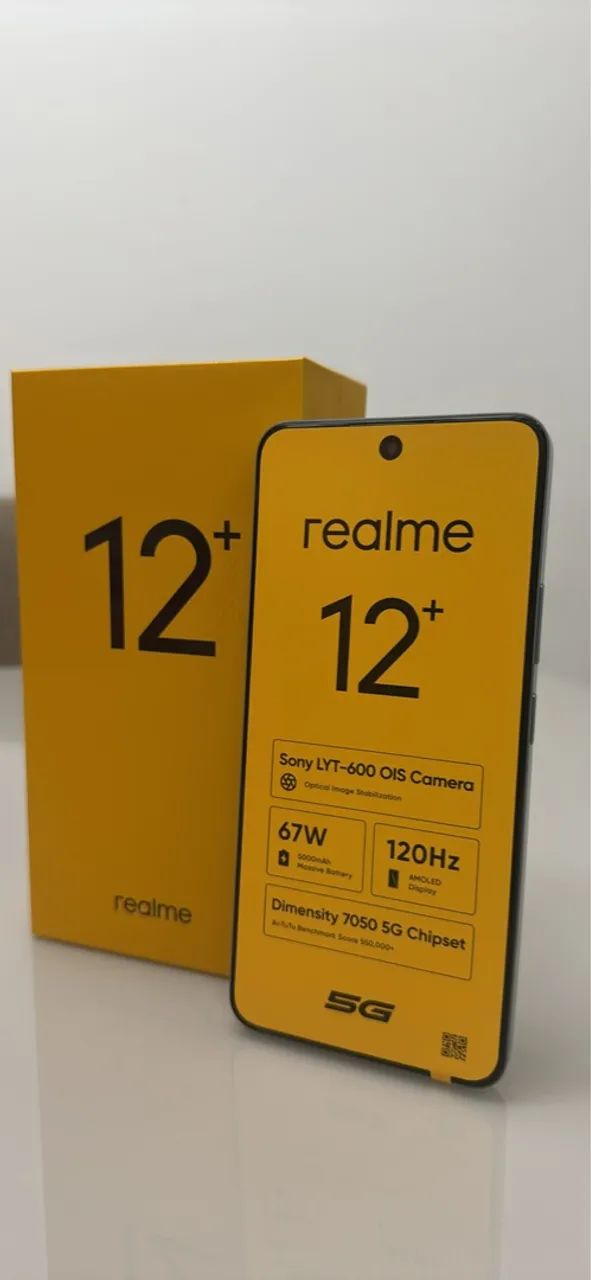 12+
realme
realme
12+
Sony LYT-600 OIS Camera
Optical Image Stabilization
67W
5000mAh
Massive Battery
120Hz
AMOLED
Display
Dimensity 7050 5G Chipset
AnTuTu Benchmark Score 550,000+
5G